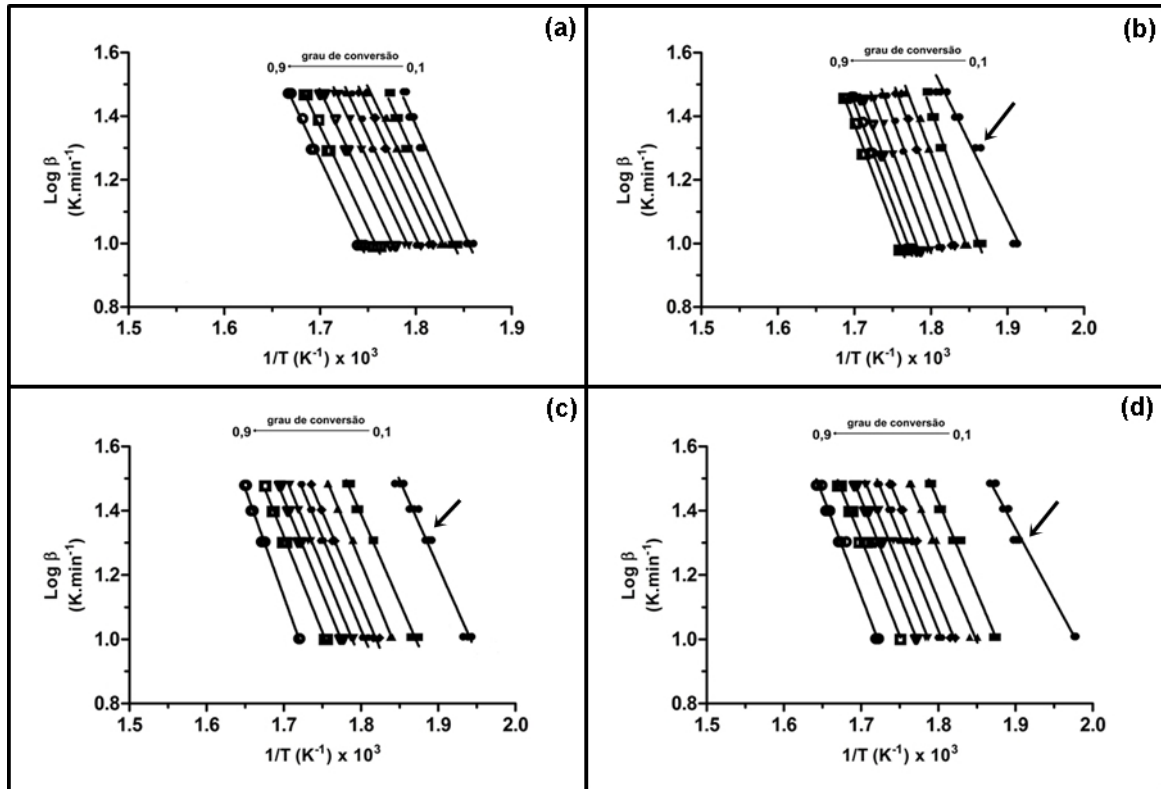 (a)
grau de conversão
0,9 0,1
1.6
1.4
1.2
1.0
0.8
Log β
(K.min⁻¹)
1.5 1.6 1.7 1.8 1.9
1/T (K⁻¹) x 10³
(b)
grau de conversão
0,9 0,1
1.6
1.4
1.2
1.0
0.8
Log β
(K.min⁻¹)
1.5 1.6 1.7 1.8 1.9 2.0
1/T (K⁻¹) x 10³
(c)
grau de conversão
0,9 0,1
1.6
1.4
1.2
1.0
0.8
Log β
(K.min⁻¹)
1.5 1.6 1.7 1.8 1.9 2.0
1/T (K⁻¹) x 10³
(d)
grau de conversão
0,9 0,1
1.6
1.4
1.2
1.0
0.8
Log β
(K.min⁻¹)
1.5 1.6 1.7 1.8 1.9 2.0
1/T (K⁻¹) x 10³